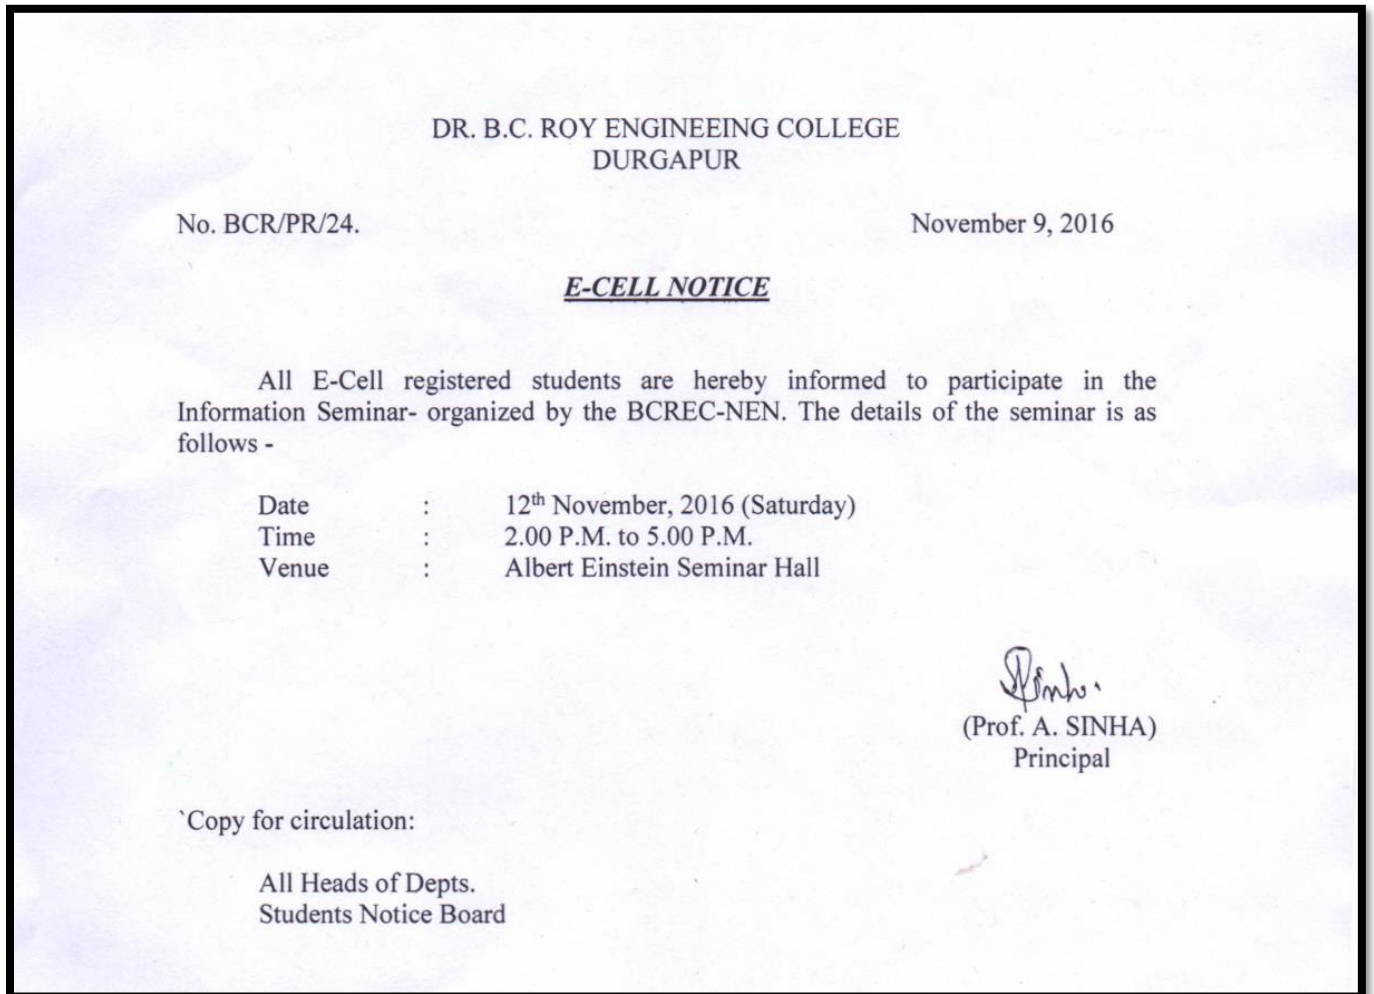 DR. B.C. ROY ENGINEEING COLLEGE
DURGAPUR
No. BCR/PR/24. November 9, 2016
E-CELL NOTICE
All E-Cell registered students are hereby informed to participate in the
Information Seminar- organized by the BCREC-NEN. The details of the seminar is as
follows -
Date : 12th November, 2016 (Saturday)
Time : 2.00 P.M. to 5.00 P.M.
Venue : Albert Einstein Seminar Hall
(Prof. A. SINHA)
Principal
`Copy for circulation:
All Heads of Depts.
Students Notice Board